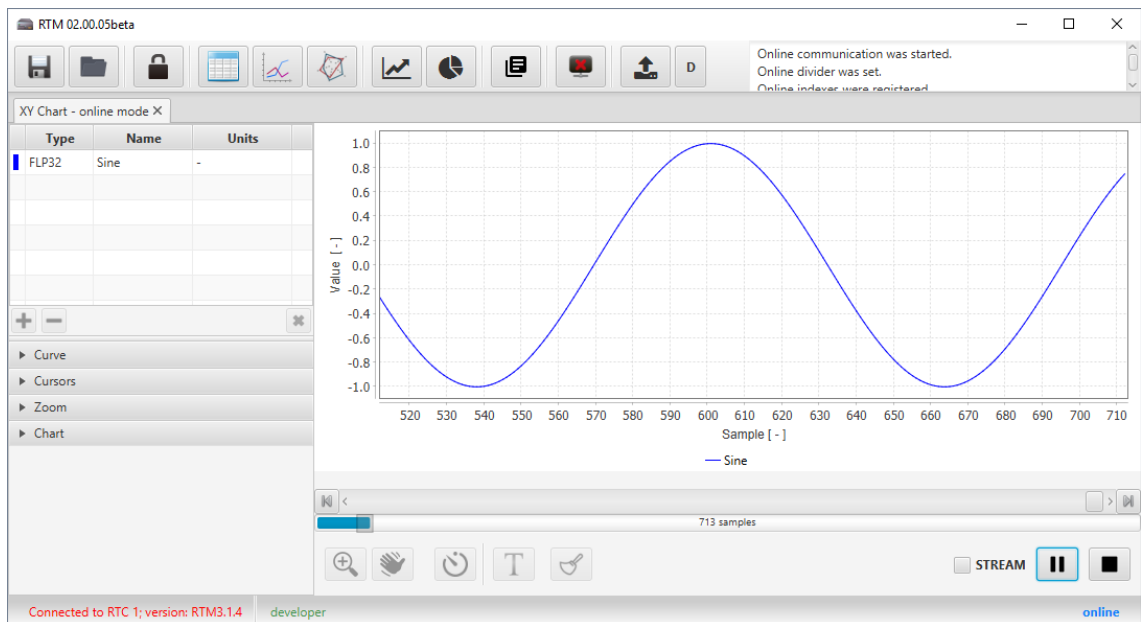 RTM 02.00.05beta
D
Online communication was started.
Online divider was set.
Online indexers were registered
XY Chart - online mode
Type Name Units
FLP32 Sine -
Curve
Cursors
Zoom
Chart
Value [ - ]
1.0
0.8
0.6
0.4
0.2
0.0
-0.2
-0.4
-0.6
-0.8
-1.0
520 530 540 550 560 570 580 590 600 610 620 630 640 650 660 670 680 690 700 710
Sample [ - ]
Sine
713 samples
T STREAM
Connected to RTC 1; version: RTM3.1.4 developer online